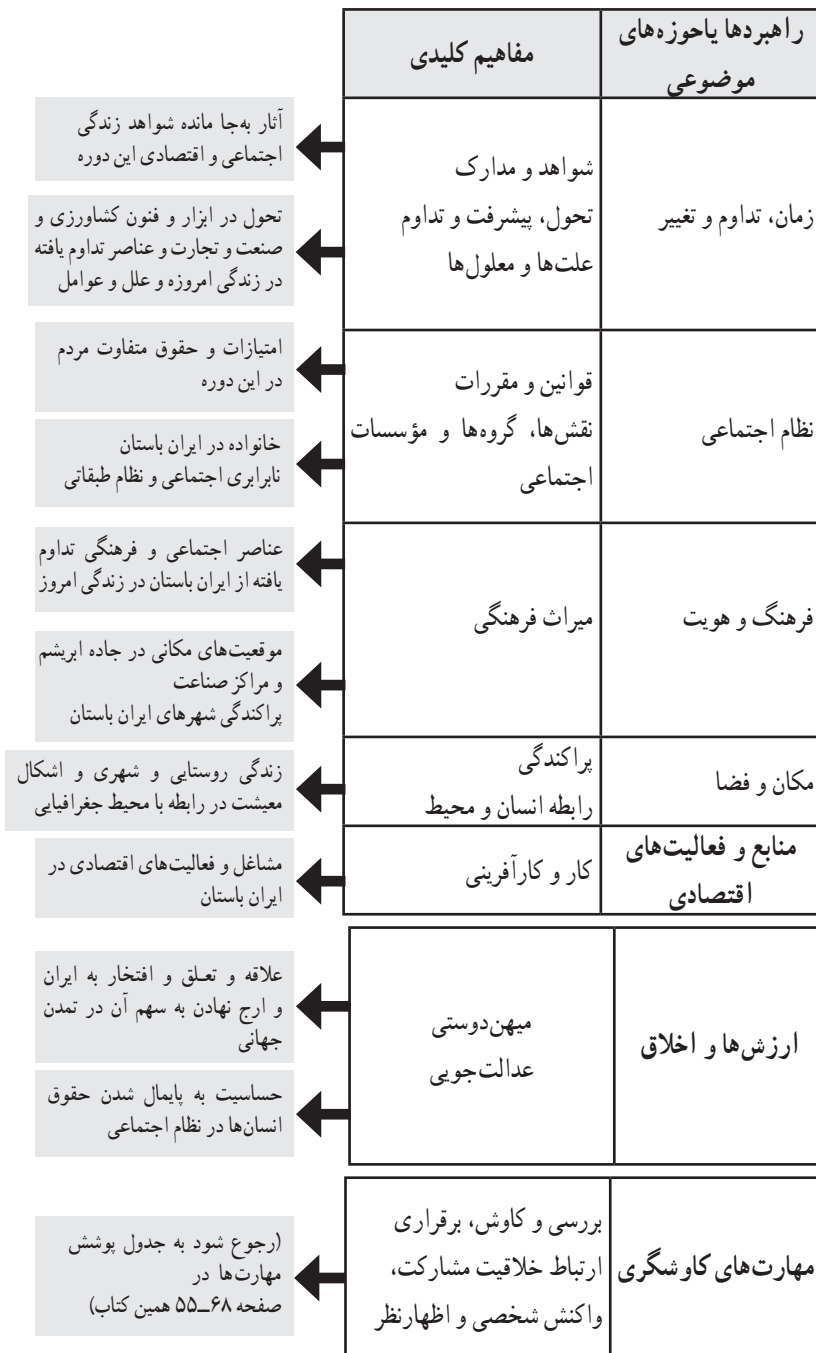 راهبردها یاحوزه‌های
موضوعی
مفاهیم کلیدی
زمان، تداوم و تغییر
شواهد و مدارک
تحول، پیشرفت و تداوم
علت‌ها و معلول‌ها
آثار به‌جا مانده شواهد زندگی
اجتماعی و اقتصادی این دوره
تحول در ابزار و فنون کشاورزی و
صنعت و تجارت و عناصر تداوم یافته
در زندگی امروزه و علل و عوامل
نظام اجتماعی
قوانین و مقررات
نقش‌ها، گروه‌ها و مؤسسات
اجتماعی
امتیازات و حقوق متفاوت مردم
در این دوره
خانواده در ایران باستان
نابرابری اجتماعی و نظام طبقاتی
فرهنگ و هویت
میراث فرهنگی
عناصر اجتماعی و فرهنگی تداوم
یافته از ایران باستان در زندگی امروز
موقعیت‌های مکانی در جاده ابریشم
و مراکز صناعت
پراکندگی شهرهای ایران باستان
مکان و فضا
پراکندگی
رابطه انسان و محیط
زندگی روستایی و شهری و اشکال
معیشت در رابطه با محیط جغرافیایی
منابع و فعالیت‌های
اقتصادی
کار و کارآفرینی
مشاغل و فعالیت‌های اقتصادی در
ایران باستان
ارزش‌ها و اخلاق
میهن‌دوستی
عدالت‌جویی
علاقه و تعلق و افتخار به ایران
و ارج نهادن به سهم آن در تمدن
جهانی
حساسیت به پایمال شدن حقوق
انسان‌ها در نظام اجتماعی
مهارت‌های کاوشگری
بررسی و کاوش، برقراری
ارتباط خلاقیت مشارکت،
واکنش شخصی و اظهارنظر
(رجوع شود به جدول پوشش
مهارت‌ها در
صفحه ۶۸ــ۵۵ همین کتاب)